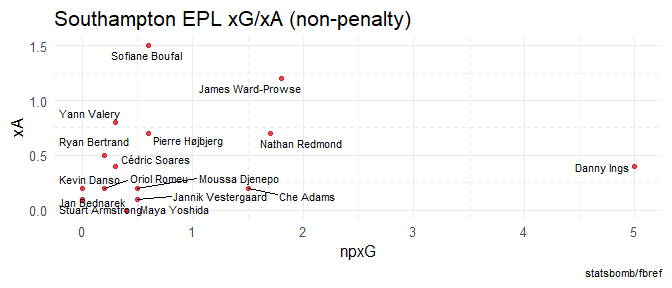 Southampton EPL xG/xA (non-penalty)
1.5
Sofiane Boufal
James Ward-Prowse
1.0
Yann Valery
Ryan Bertrand
Pierre Højbjerg
Nathan Redmond
xA
0.5
Cédric Soares
Danny Ings
Kevin Danso
Oriol Romeu
Moussa Djenepo
Jannik Vestergaard
Che Adams
Jan Bednarek
0.0
Stuart Armstrong
Maya Yoshida
0
1
2
3
4
5
npxG
statsbomb/fbref